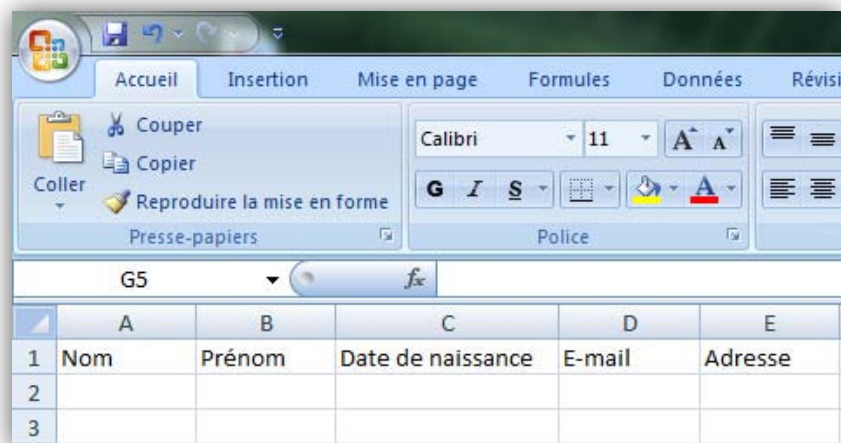 Accueil Insertion Mise en page Formules Données Révisi
Couper
Copier
Coller
Reproduire la mise en forme
Presse-papiers
Calibri 11 A A
G I S A
Police
G5 fx
A B C D E
1 Nom Prénom Date de naissance E-mail Adresse
2
3